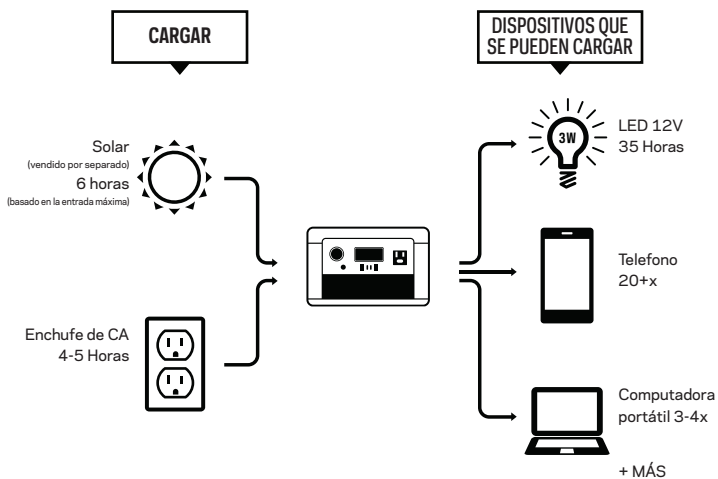 CARGAR
DISPOSITIVOS QUE
SE PUEDEN CARGAR
Solar
(vendido por separado)
6 horas
(basado en la entrada máxima)
Enchufe de CA
4-5 Horas
3W
LED 12V
35 Horas
Telefono
20+x
Computadora
portátil 3-4x
+ MÁS